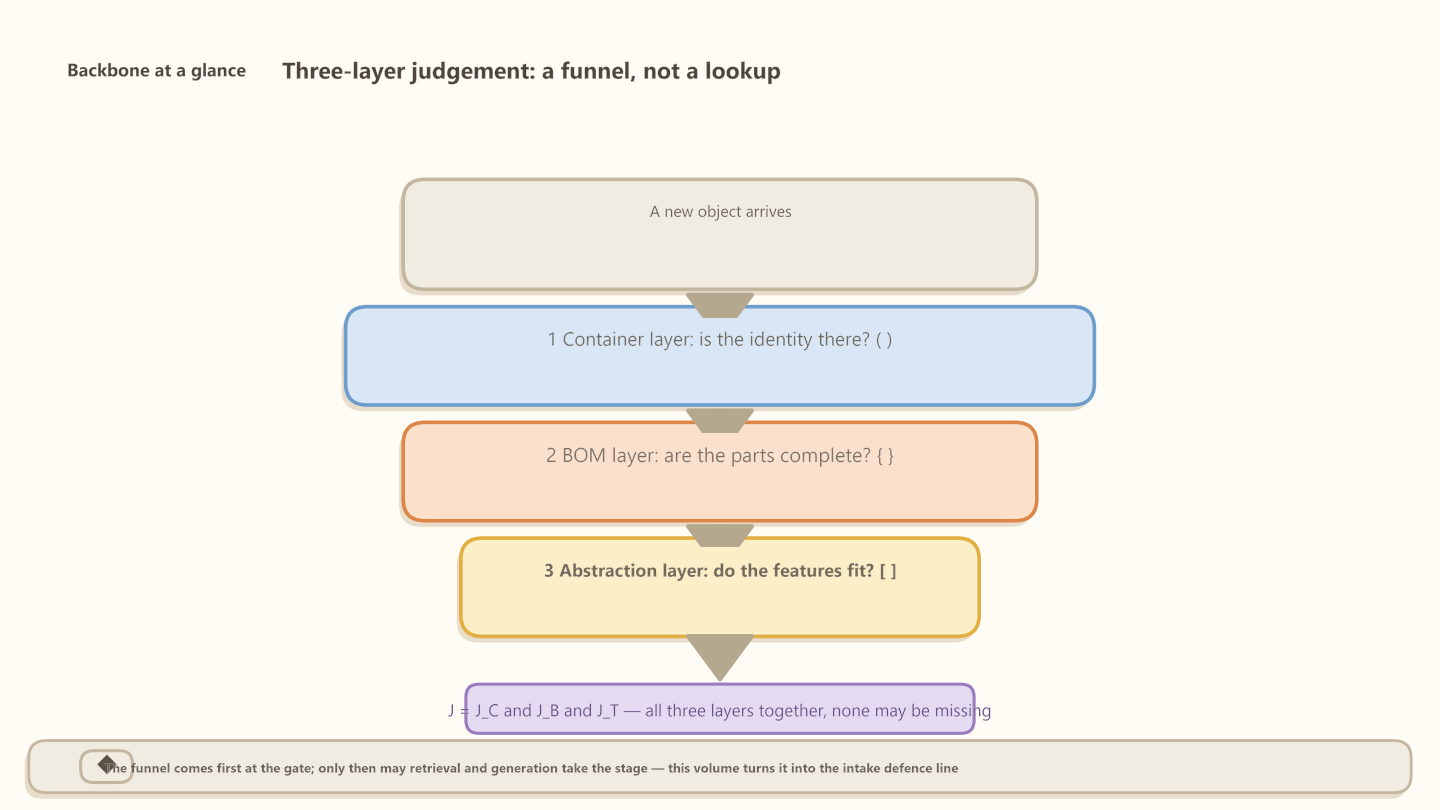 Backbone at a glance
Three-layer judgement: a funnel, not a lookup
A new object arrives
1 Container layer: is the identity there? ( )
2 BOM layer: are the parts complete? { }
3 Abstraction layer: do the features fit? [ ]
J = J_C and J_B and J_T — all three layers together, none may be missing
The funnel comes first at the gate; only then may retrieval and generation take the stage — this volume turns it into the intake defence line